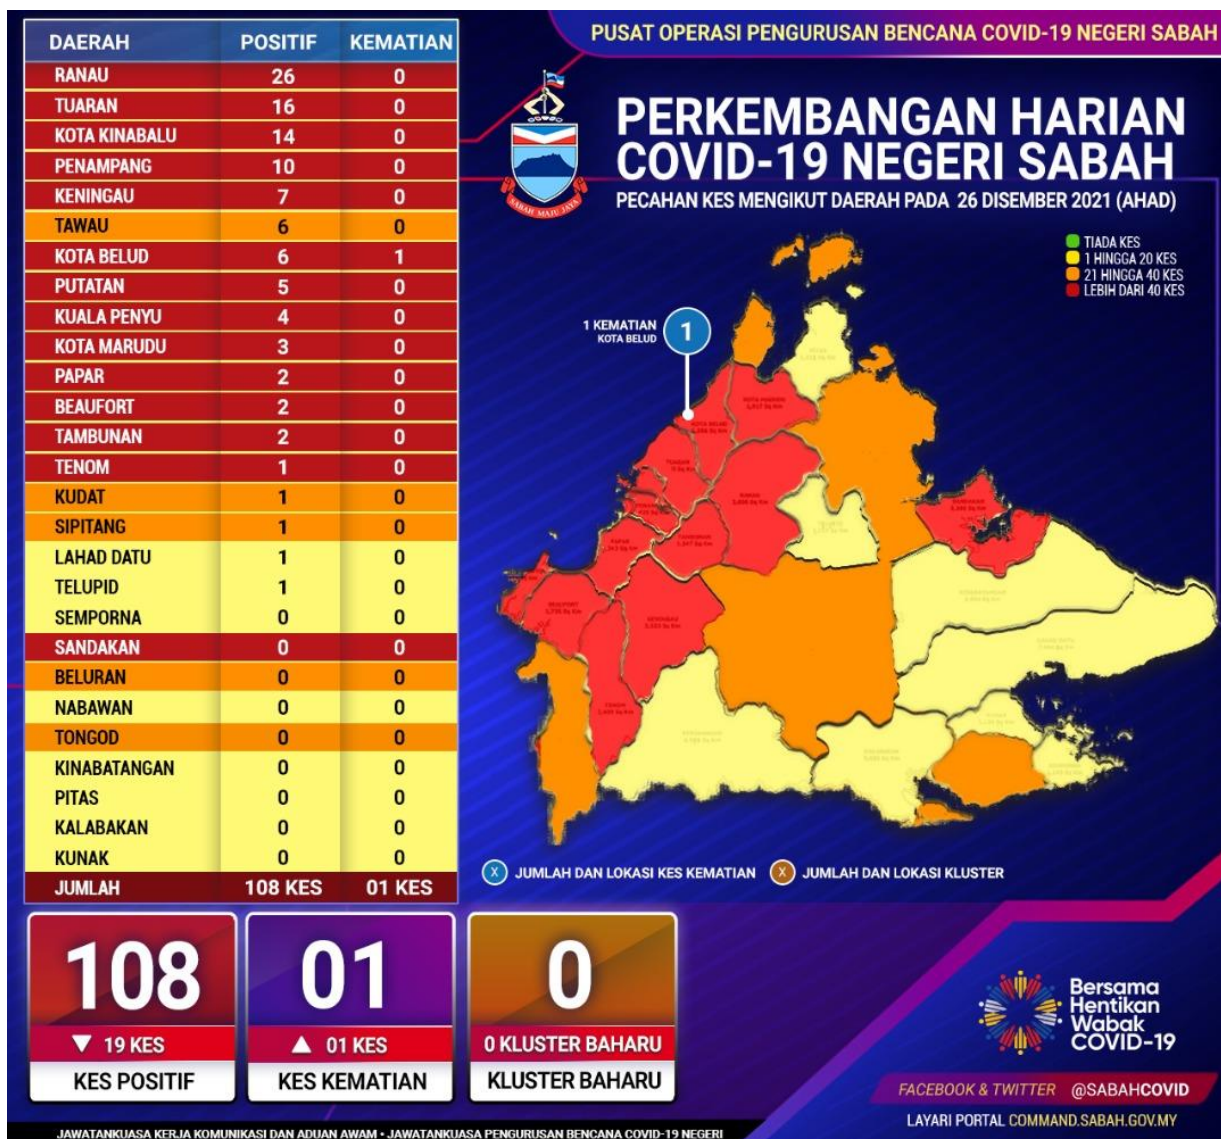 DAERAH POSITIF KEMATIAN
RANAU 26 0
TUARAN 16 0
KOTA KINABALU 14 0
PENAMPANG 10 0
KENINGAU 7 0
TAWAU 6 0
KOTA BELUD 6 1
PUTATAN 5 0
KUALA PENYU 4 0
KOTA MARUDU 3 0
PAPAR 2 0
BEAUFORT 2 0
TAMBUNAN 2 0
TENOM 1 0
KUDAT 1 0
SIPITANG 1 0
LAHAD DATU 1 0
TELUPID 1 0
SEMPORNA 0 0
SANDAKAN 0 0
BELURAN 0 0
NABAWAN 0 0
TONGOD 0 0
KINABATANGAN 0 0
PITAS 0 0
KALABAKAN 0 0
KUNAK 0 0
JUMLAH 108 KES 01 KES
PUSAT OPERASI PENGURUSAN BENCANA COVID-19 NEGERI SABAH
SABAH MAJU JAYA
PERKEMBANGAN HARIAN
COVID-19 NEGERI SABAH
PECAHAN KES MENGIKUT DAERAH PADA 26 DISEMBER 2021 (AHAD)
TIADA KES
1 HINGGA 20 KES
21 HINGGA 40 KES
LEBIH DARI 40 KES
1 KEMATIAN
KOTA BELUD
1
X JUMLAH DAN LOKASI KES KEMATIAN X JUMLAH DAN LOKASI KLUSTER
108
▼ 19 KES
KES POSITIF
01
▲ 01 KES
KES KEMATIAN
0
0 KLUSTER BAHARU
KLUSTER BAHARU
Bersama
Hentikan
Wabak
COVID-19
FACEBOOK & TWITTER @SABAHCOVID
LAYARI PORTAL COMMAND.SABAH.GOV.MY
JAWATANKUASA KERJA KOMUNIKASI DAN ADUAN AWAM • JAWATANKUASA PENGURUSAN BENCANA COVID-19 NEGERI